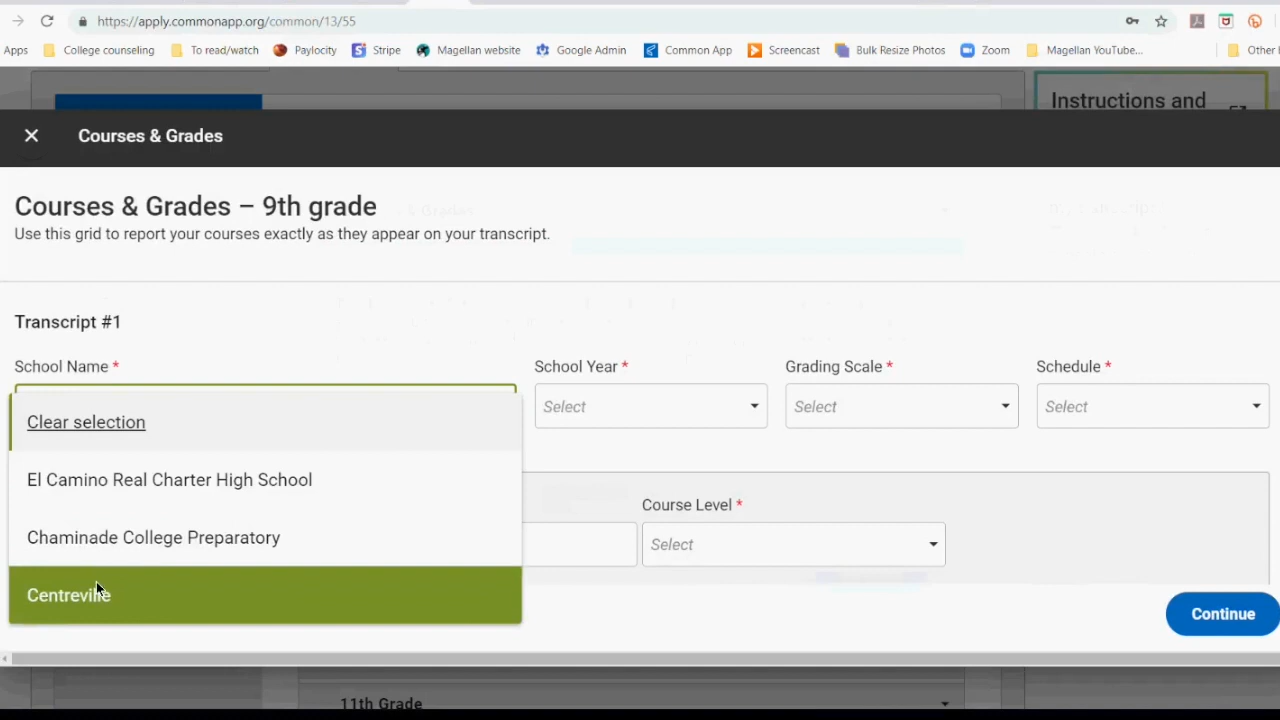 https://apply.commonapp.org/common/13/55
Apps College counseling To read/watch Paylocity Stripe Magellan website Google Admin Common App Screencast Bulk Resize Photos Zoom Magellan YouTube... Other
Instructions and
Courses & Grades
Courses & Grades – 9th grade
Use this grid to report your courses exactly as they appear on your transcript.
Transcript #1
School Name * School Year * Grading Scale * Schedule *
Select Select Select
Clear selection
El Camino Real Charter High School
Course Level *
Chaminade College Preparatory
Select
Centreville
Continue
11th Grade